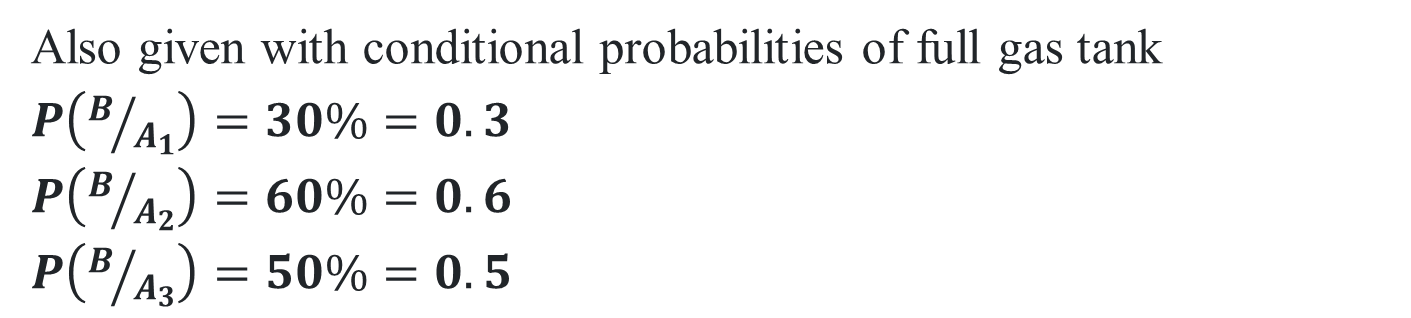 Also given with conditional probabilities of full gas tank
P(B/A₁) = 30% = 0.3
P(B/A₂) = 60% = 0.6
P(B/A₃) = 50% = 0.5